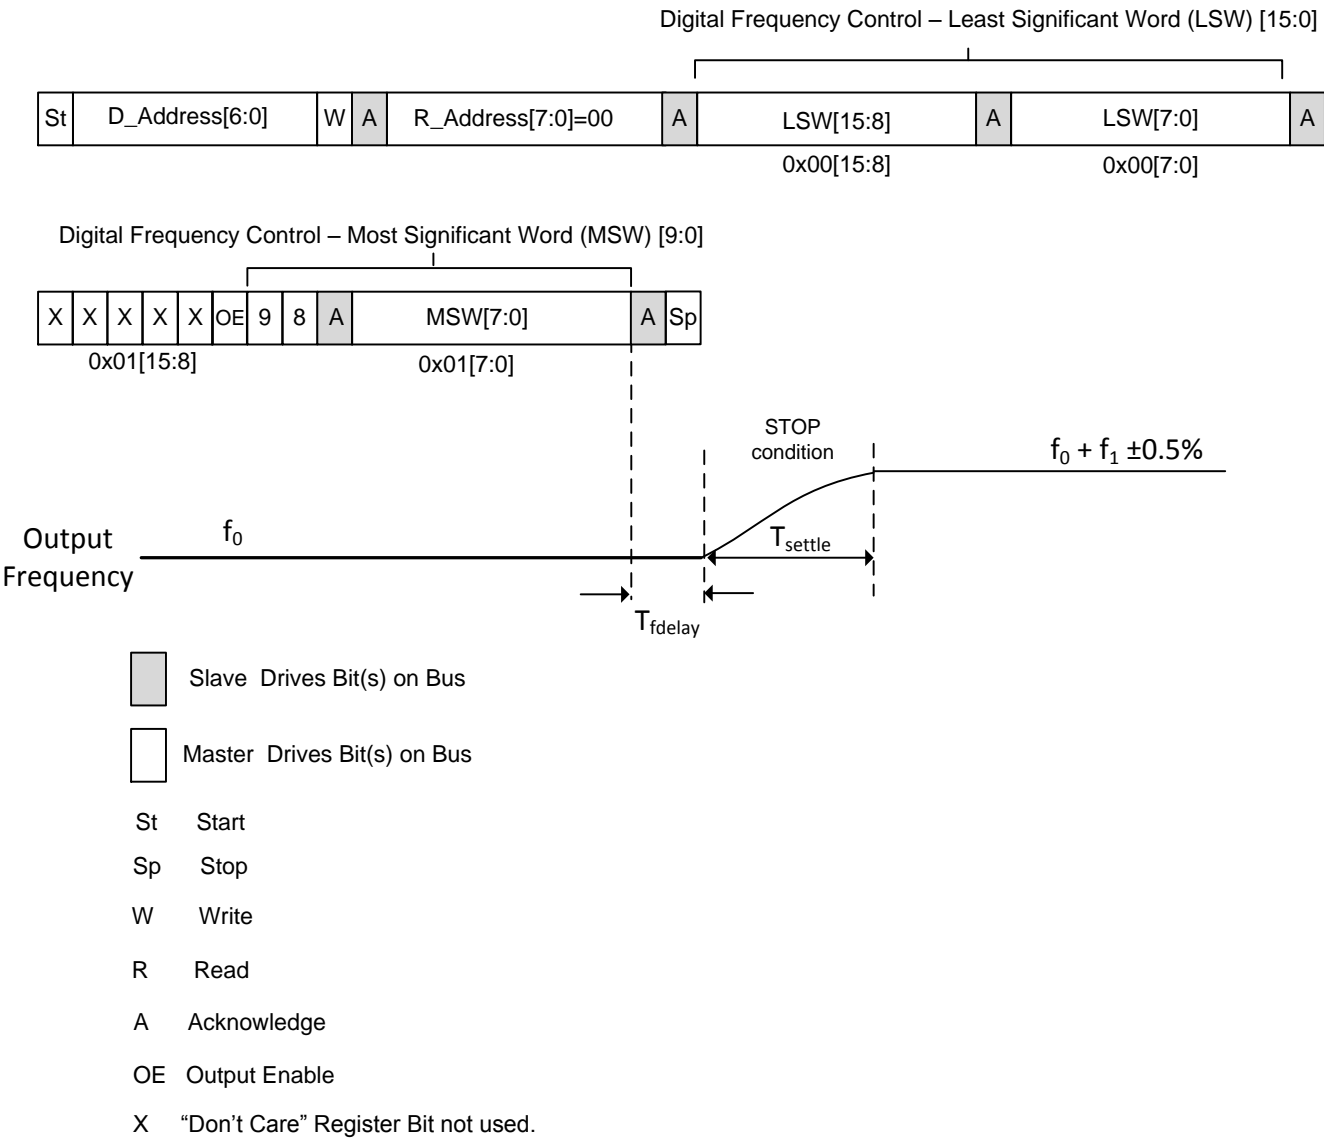 Digital Frequency Control – Least Significant Word (LSW) [15:0]
St D_Address[6:0] W A R_Address[7:0]=00 A LSW[15:8] A LSW[7:0] A
0x00[15:8] 0x00[7:0]
Digital Frequency Control – Most Significant Word (MSW) [9:0]
X X X X X OE 9 8 A MSW[7:0] A Sp
0x01[15:8] 0x01[7:0]
STOP
condition
f0 + f1 ±0.5%
Output
Frequency
f0
Tsettle
Tfdelay
Slave Drives Bit(s) on Bus
Master Drives Bit(s) on Bus
St Start
Sp Stop
W Write
R Read
A Acknowledge
OE Output Enable
X “Don’t Care” Register Bit not used.